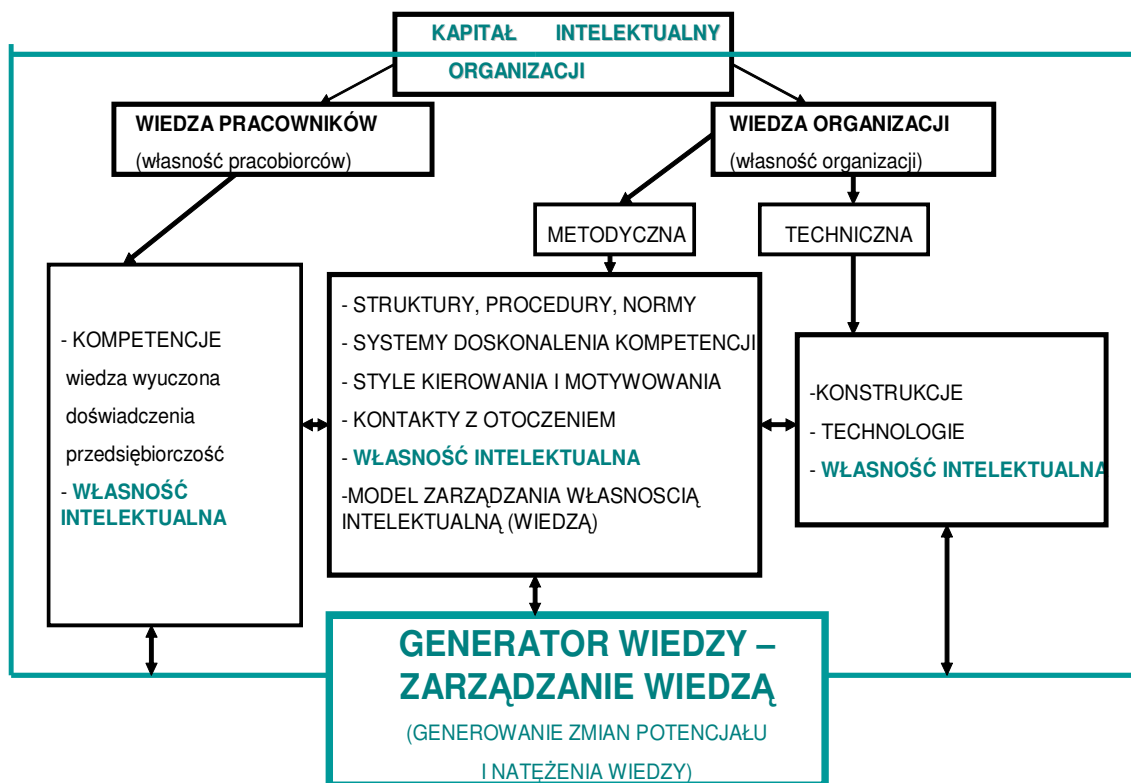 KAPITAŁ INTELEKTUALNY
ORGANIZACJI
WIEDZA PRACOWNIKÓW
(własność pracobiorców)
WIEDZA ORGANIZACJI
(własność organizacji)
METODYCZNA
TECHNICZNA
- KOMPETENCJE
wiedza wyuczona
doświadczenia
przedsiębiorczość
- WŁASNOŚĆ
INTELEKTUALNA
- STRUKTURY, PROCEDURY, NORMY
- SYSTEMY DOSKONALENIA KOMPETENCJI
- STYLE KIEROWANIA I MOTYWOWANIA
- KONTAKTY Z OTOCZENIEM
- WŁASNOŚĆ INTELEKTUALNA
-MODEL ZARZĄDZANIA WŁASNOSCIĄ
INTELEKTUALNĄ (WIEDZĄ)
-KONSTRUKCJE
- TECHNOLOGIE
- WŁASNOŚĆ INTELEKTUALNA
GENERATOR WIEDZY –
ZARZĄDZANIE WIEDZĄ
(GENEROWANIE ZMIAN POTENCJAŁU
I NATĘŻENIA WIEDZY)